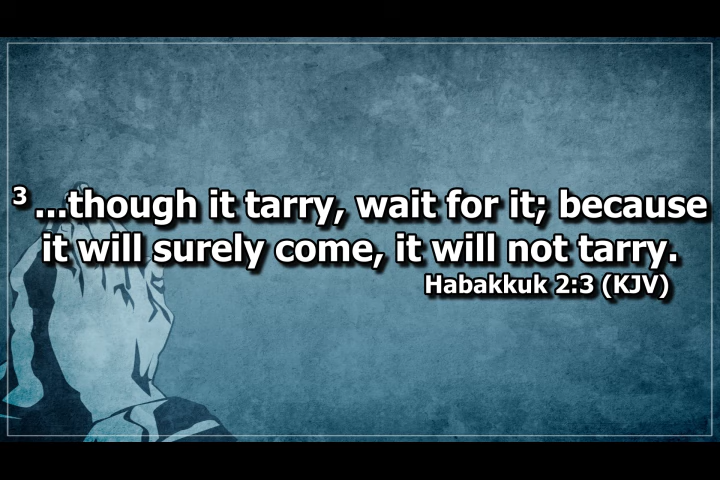 3 ...though it tarry, wait for it; because
it will surely come, it will not tarry.
Habakkuk 2:3 (KJV)